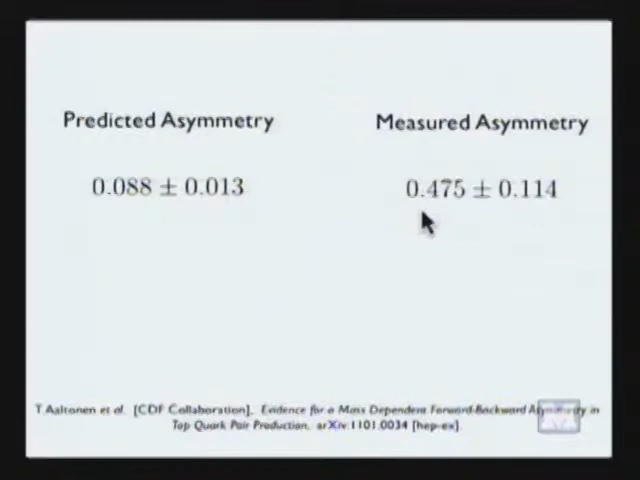 Predicted Asymmetry
Measured Asymmetry
0.088 ± 0.013
0.475 ± 0.114
T Aaltonen et al. [CDF Collaboration], Evidence for a Mass Dependent Forward-Backward Asymmetry in
Top Quark Pair Production, arXiv:1101.0034 [hep-ex].